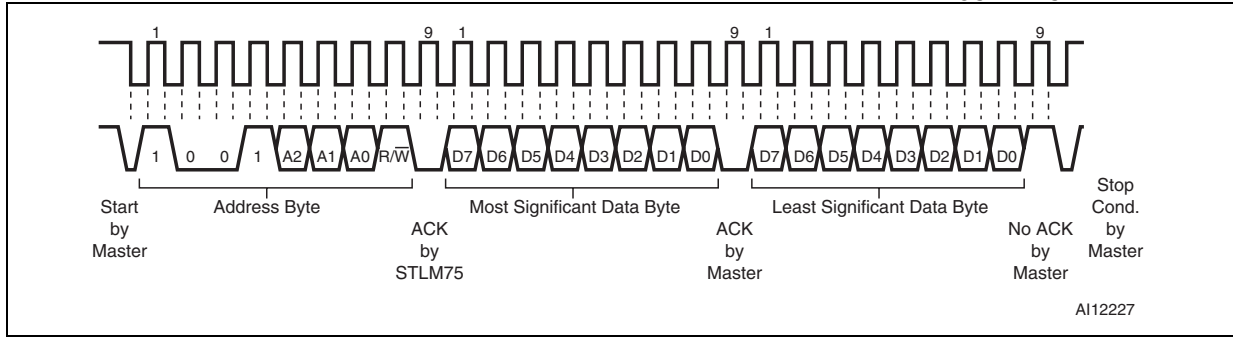 1 9 1 9 1 9
1 0 0 1 A2 A1 A0 R/W̅ D7 D6 D5 D4 D3 D2 D1 D0 D7 D6 D5 D4 D3 D2 D1 D0
Start
by
Master
Address Byte
ACK
by
STLM75
Most Significant Data Byte
ACK
by
Master
Least Significant Data Byte
No ACK
by
Master
Stop
Cond.
by
Master
AI12227